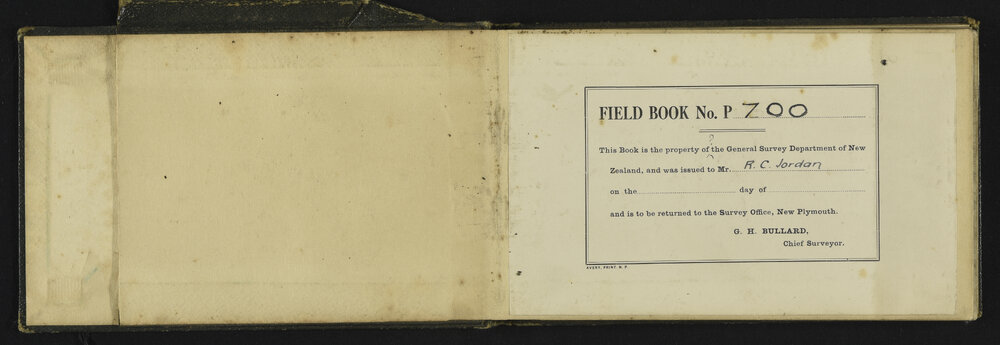 FIELD BOOK No. P 700
This Book is the property of the General Survey Department of New
Zealand, and was issued to Mr. R. C. Jordan
on the day of
and is to be returned to the Survey Office, New Plymouth.
G. H. BULLARD,
Chief Surveyor.
AVERY, PRINT. N. P.